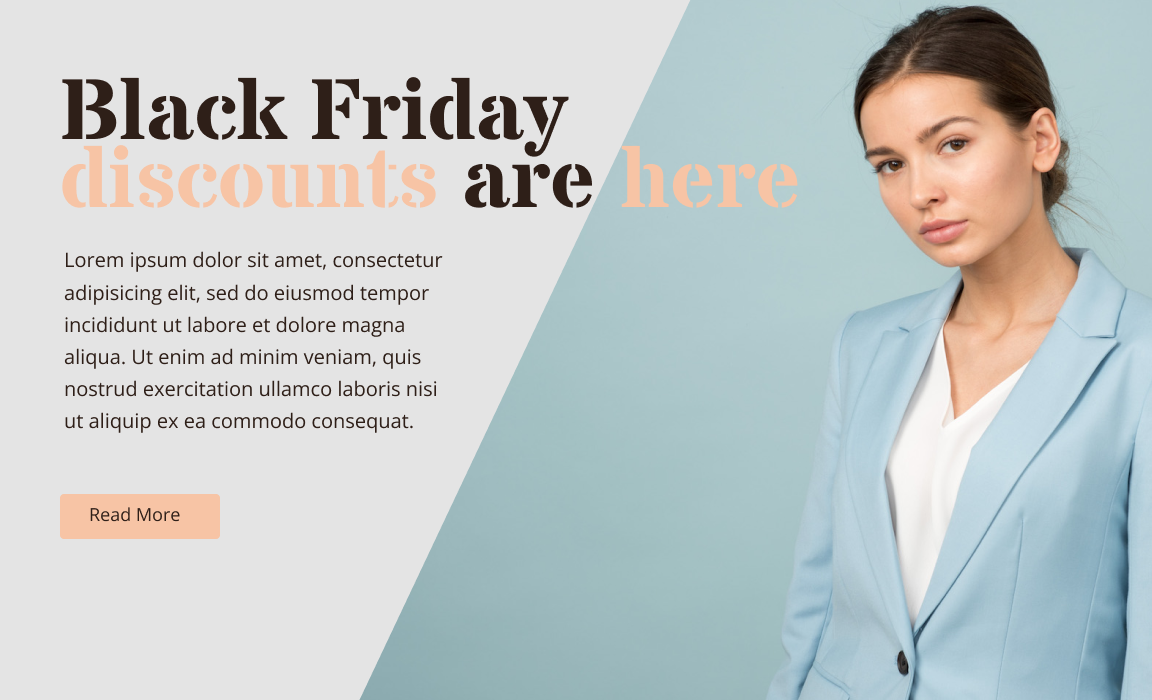 Black Friday
discounts are here
Lorem ipsum dolor sit amet, consectetur
adipisicing elit, sed do eiusmod tempor
incididunt ut labore et dolore magna
aliqua. Ut enim ad minim veniam, quis
nostrud exercitation ullamco laboris nisi
ut aliquip ex ea commodo consequat.
Read More